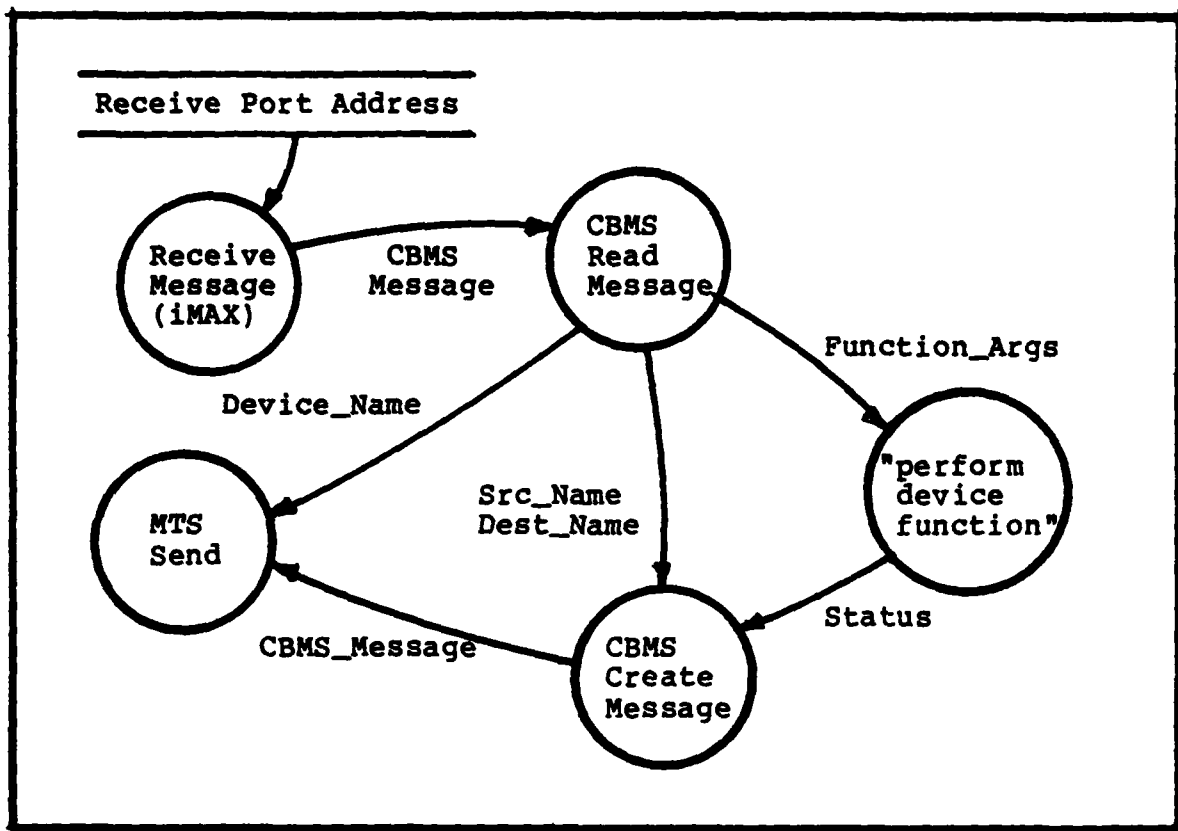 Receive Port Address
Receive
Message
(iMAX)
CBMS
Message
CBMS
Read
Message
Function_Args
Device_Name
"perform
device
function"
Src_Name
Dest_Name
MTS
Send
Status
CBMS_Message
CBMS
Create
Message